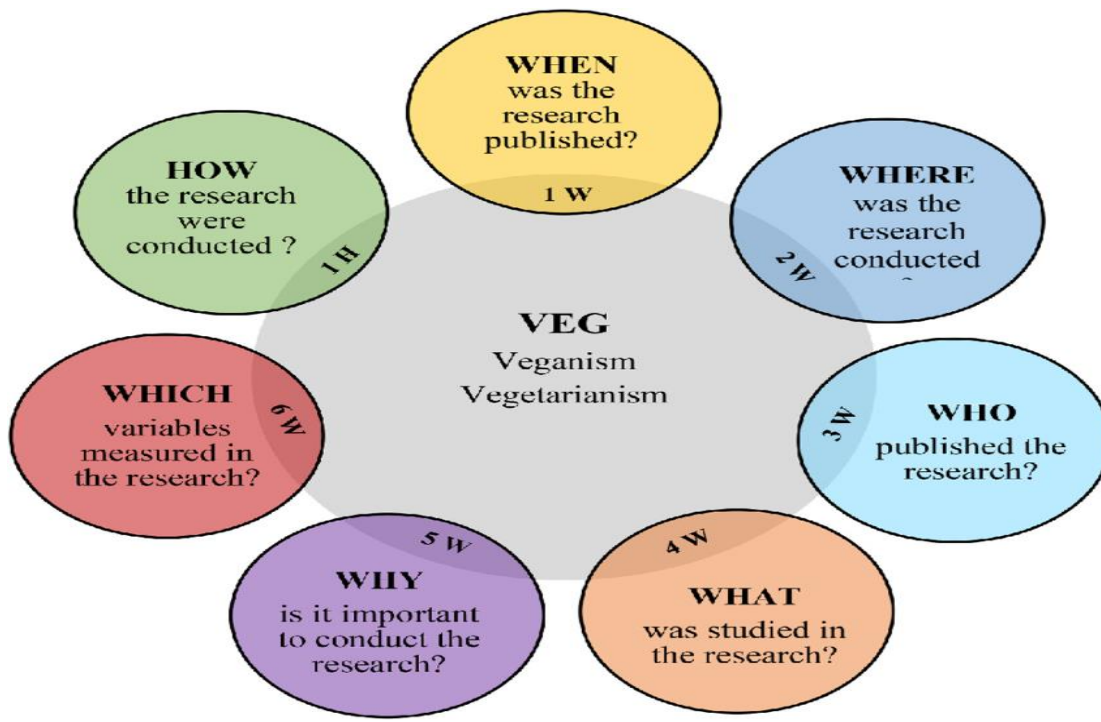 WHEN
was the
research
published?
1 W
WHERE
was the
research
conducted
?
2 W
WHO
published the
research?
3 W
WHAT
was studied in
the research?
4 W
WHY
is it important
to conduct the
research?
5 W
WHICH
variables
measured in
the research?
6 W
HOW
the research
were
conducted ?
1 H
VEG
Veganism
Vegetarianism